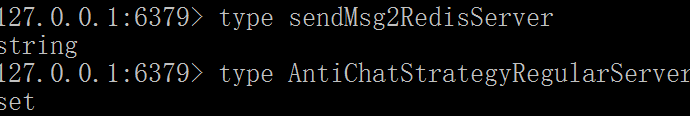 127.0.0.1:6379> type sendMsg2RedisServer
string
127.0.0.1:6379> type AntiChatStrategyRegularServer
set